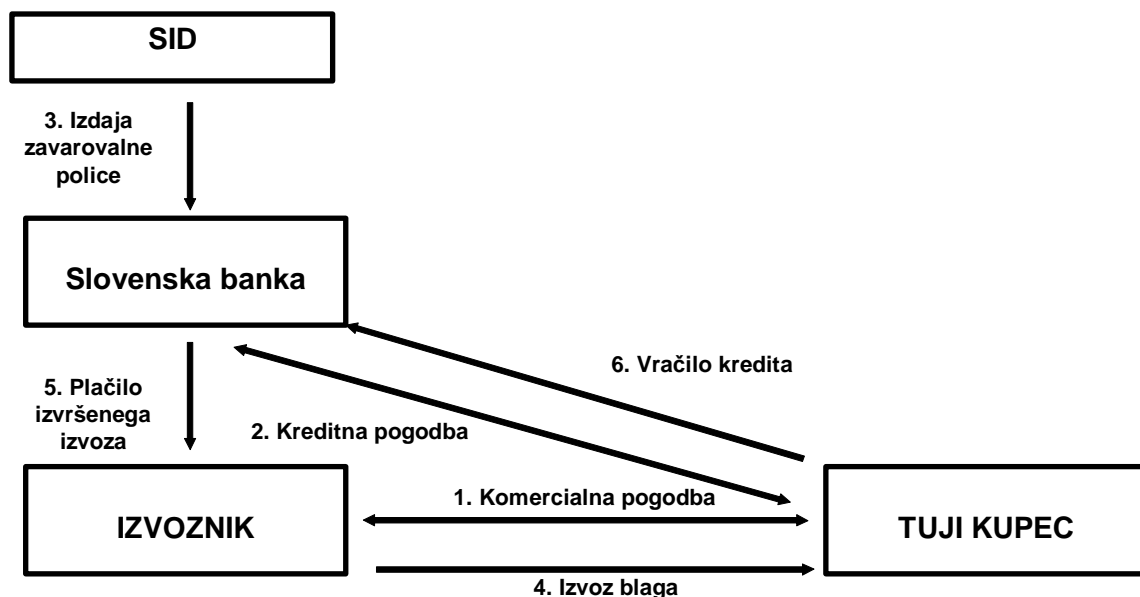 SID
3. Izdaja
zavarovalne
police
Slovenska banka
6. Vračilo kredita
5. Plačilo
izvršenega
izvoza
2. Kreditna pogodba
1. Komercialna pogodba
IZVOZNIK
TUJI KUPEC
4. Izvoz blaga